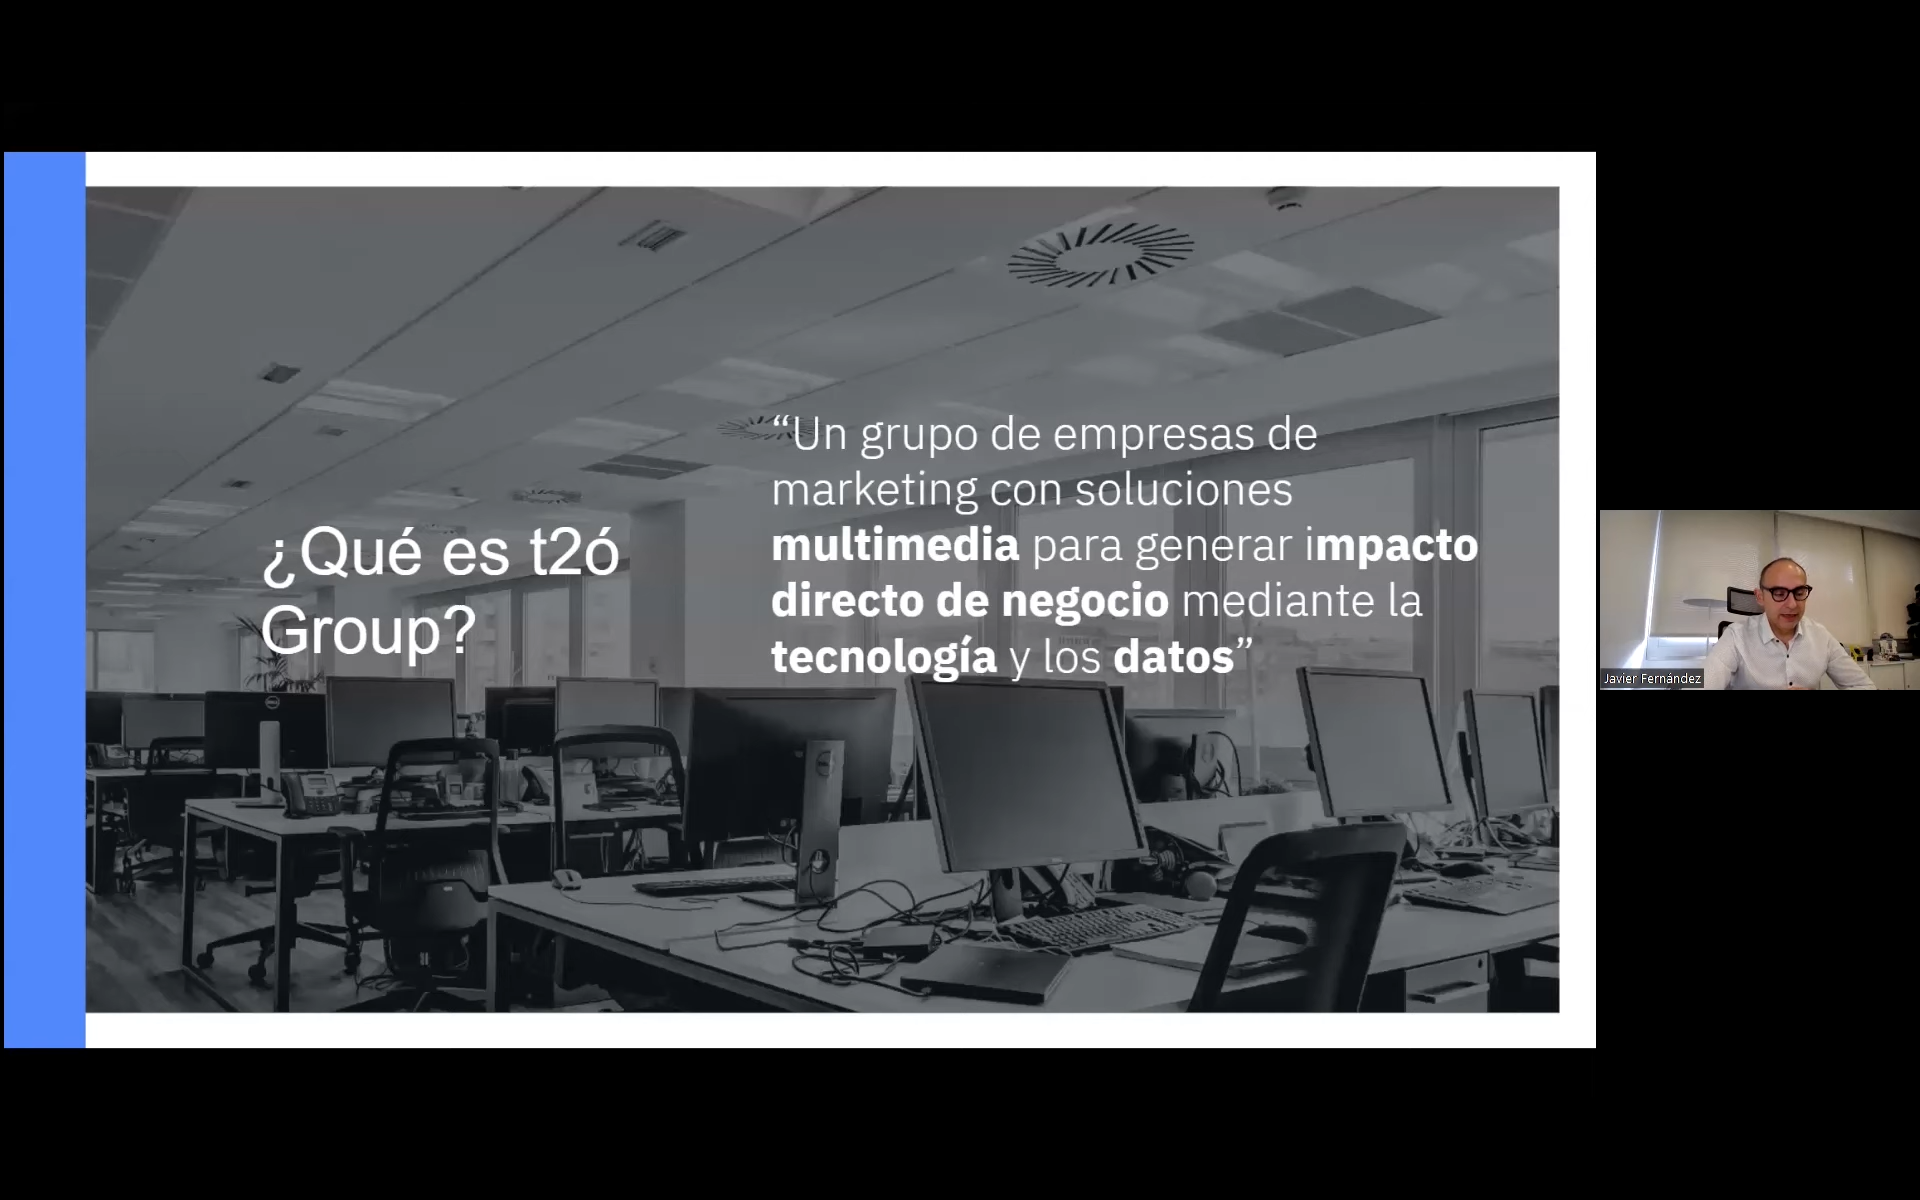 ¿Qué es t2ó
Group?
“Un grupo de empresas de
marketing con soluciones
multimedia para generar impacto
directo de negocio mediante la
tecnología y los datos”
Javier Fernández